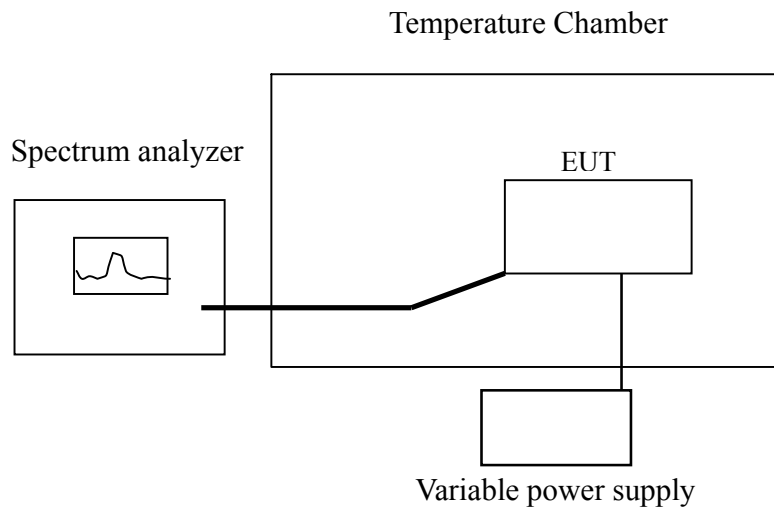 Temperature Chamber
Spectrum analyzer
EUT
Variable power supply